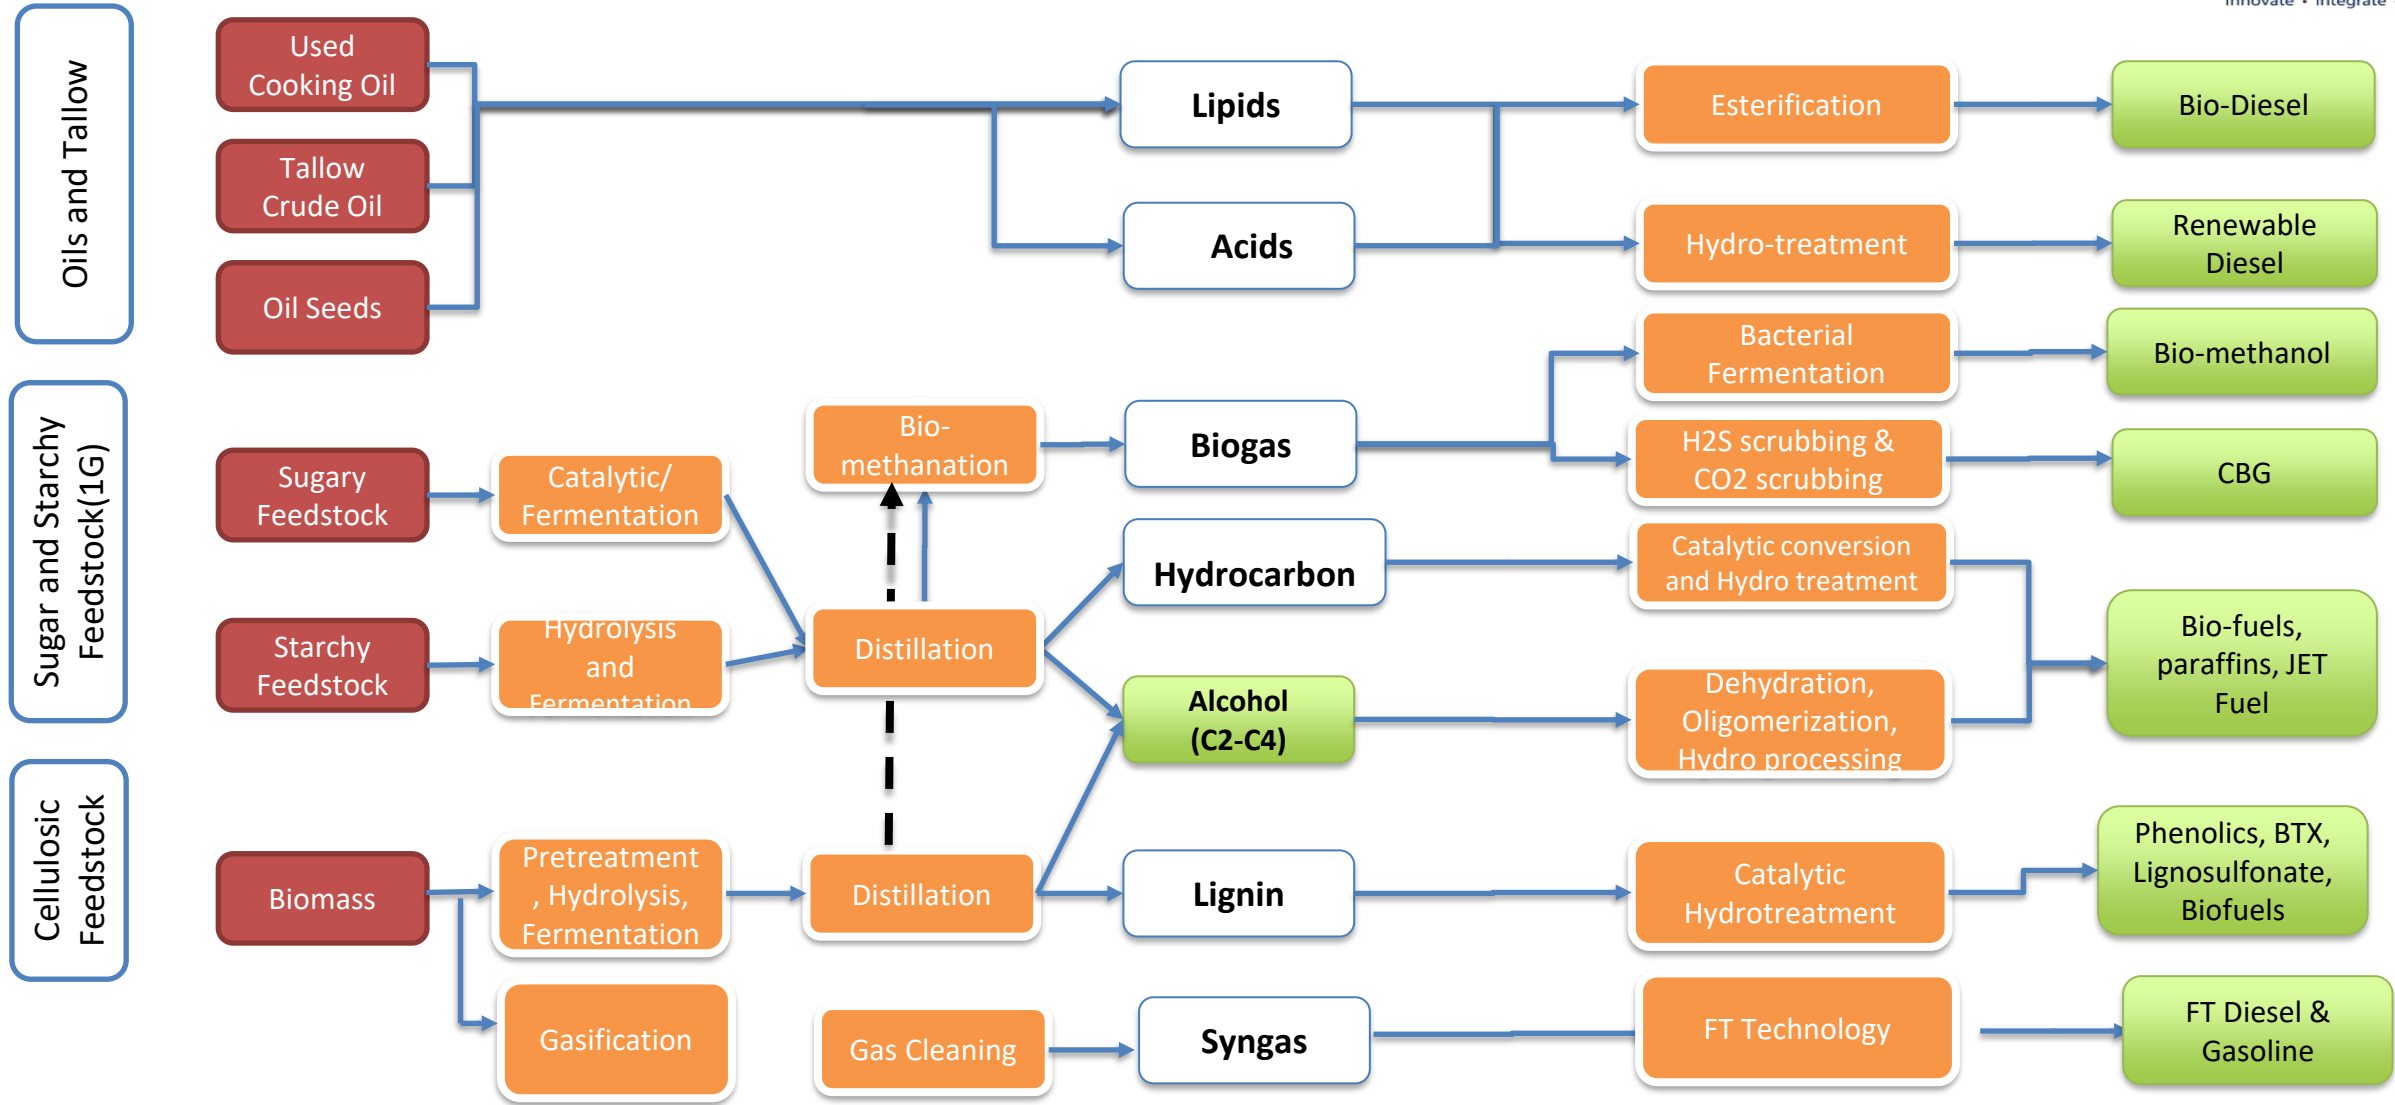 Innovate • Integrate
Oils and Tallow
Used
Cooking Oil
Tallow
Crude Oil
Oil Seeds
Lipids
Acids
Esterification
Hydro-treatment
Bio-Diesel
Renewable
Diesel
Sugar and Starchy
Feedstock(1G)
Sugary
Feedstock
Starchy
Feedstock
Catalytic/
Fermentation
Hydrolysis
and
Fermentation
Bio-
methanation
Distillation
Biogas
Hydrocarbon
Alcohol
(C2-C4)
Bacterial
Fermentation
H2S scrubbing &
CO2 scrubbing
Catalytic conversion
and Hydro treatment
Dehydration,
Oligomerization,
Hydro processing
Bio-methanol
CBG
Bio-fuels,
paraffins, JET
Fuel
Cellulosic
Feedstock
Biomass
Pretreatment
, Hydrolysis,
Fermentation
Gasification
Distillation
Gas Cleaning
Lignin
Syngas
Catalytic
Hydrotreatment
FT Technology
Phenolics, BTX,
Lignosulfonate,
Biofuels
FT Diesel &
Gasoline